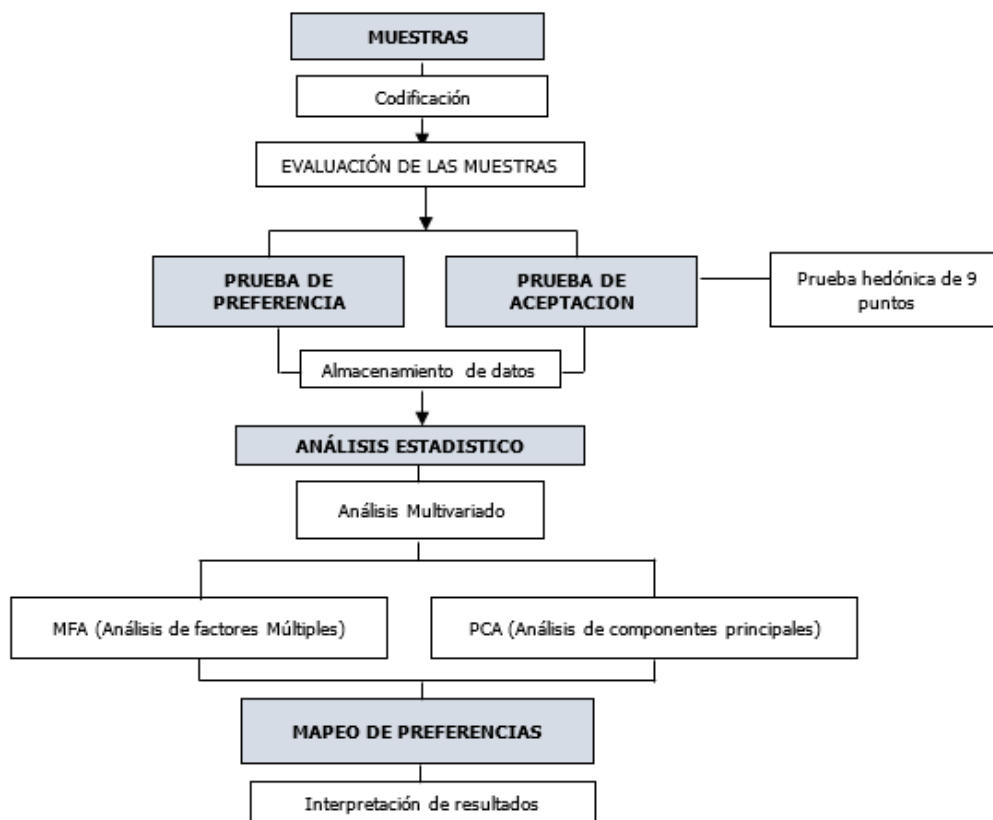 MUESTRAS
Codificación
EVALUACIÓN DE LAS MUESTRAS
PRUEBA DE
PREFERENCIA
PRUEBA DE
ACEPTACION
Prueba hedónica de 9
puntos
Almacenamiento de datos
ANÁLISIS ESTADISTICO
Análisis Multivariado
MFA (Análisis de factores Múltiples)
PCA (Análisis de componentes principales)
MAPEO DE PREFERENCIAS
Interpretación de resultados